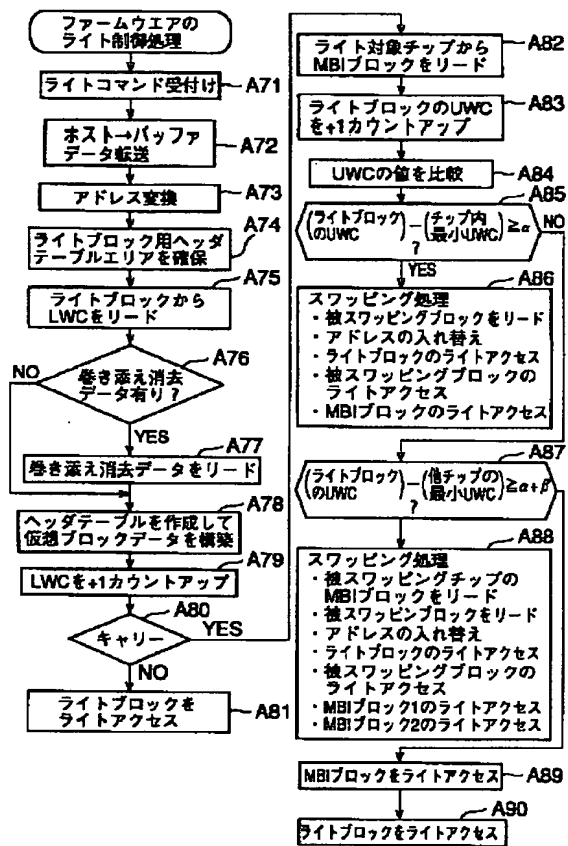 ファームウエアの
ライト制御処理
ライトコマンド受付け
A71
ホスト→バッファ
データ転送
A72
アドレス変換
A73
A74
ライトブロック用ヘッダ
テーブルエリアを確保
A75
ライトブロックから
LWCをリード
A76
NO
巻き添え消去
データ有り?
YES
A77
巻き添え消去データをリード
A78
ヘッダテーブルを作成して
仮想ブロックデータを構築
A79
LWCを+1カウントアップ
A80
キャリー
YES
NO
ライトブロックを
ライトアクセス
A81
A82
ライト対象チップから
MBIブロックをリード
A83
ライトブロックのUWC
を+1カウントアップ
A84
UWCの値を比較
A85
(ライトブロックのUWC)-(チップ内最小UWC)≧α
?
NO
YES
A86
スワッピング処理
・被スワッピングブロックをリード
・アドレスの入れ替え
・ライトブロックのライトアクセス
・被スワッピングブロックの
ライトアクセス
・MBIブロックのライトアクセス
A87
(ライトブロックのUWC)-(他チップの最小UWC)≧α+β
?
A88
スワッピング処理
・被スワッピングチップの
MBIブロックをリード
・被スワッピングブロックをリード
・アドレスの入れ替え
・ライトブロックのライトアクセス
・被スワッピングブロックの
ライトアクセス
・MBIブロック1のライトアクセス
・MBIブロック2のライトアクセス
MBIブロックをライトアクセス
A89
A90
ライトブロックをライトアクセス